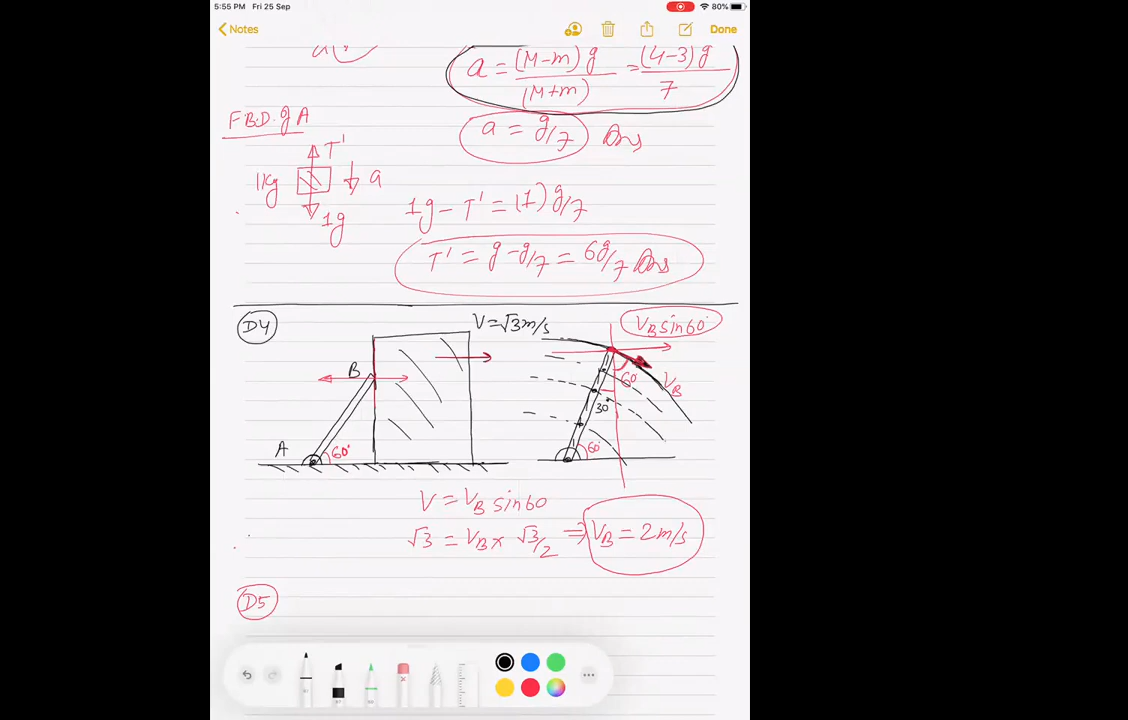 5:55 PM Fri 25 Sep
80%
Notes
Done
a = (M-m)g/(M+m) = (4-3)g/7
F.B.D. of A
a = g/7 Ans
T'
1kg
a
1g
1g - T' = (1) g/7
T' = g - g/7 = 6g/7 Ans
D4
V = √3 m/s
VB sin60°
B
60°
VB
30°
A
60°
60°
V = VB sin60
√3 = VB × √3/2 ⇒ VB = 2 m/s
D5